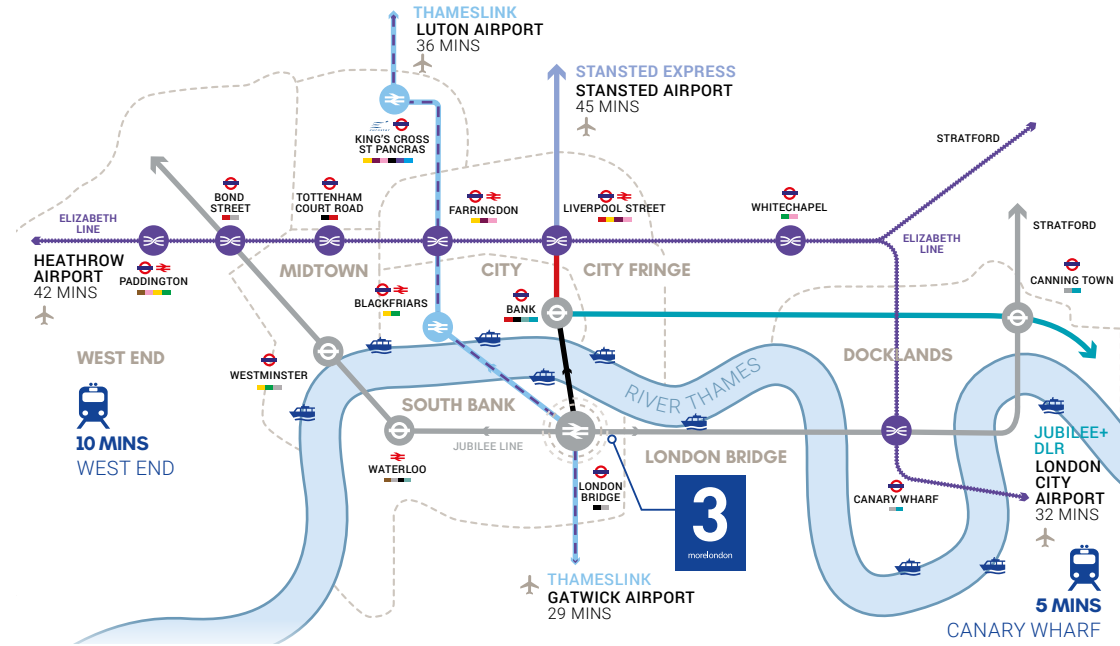 THAMESLINK
LUTON AIRPORT
36 MINS
STANSTED EXPRESS
STANSTED AIRPORT
45 MINS
KING'S CROSS
ST PANCRAS
STRATFORD
BOND
STREET
TOTTENHAM
COURT ROAD
FARRINGDON
LIVERPOOL STREET
WHITECHAPEL
ELIZABETH
LINE
STRATFORD
ELIZABETH
LINE
HEATHROW
AIRPORT
42 MINS
PADDINGTON
MIDTOWN
CITY
CITY FRINGE
CANNING TOWN
BLACKFRIARS
BANK
WEST END
WESTMINSTER
DOCKLANDS
RIVER THAMES
10 MINS
WEST END
SOUTH BANK
JUBILEE LINE
LONDON BRIDGE
WATERLOO
LONDON
BRIDGE
3
morelondon
CANARY WHARF
JUBILEE+
DLR
LONDON
CITY
AIRPORT
32 MINS
THAMESLINK
GATWICK AIRPORT
29 MINS
5 MINS
CANARY WHARF